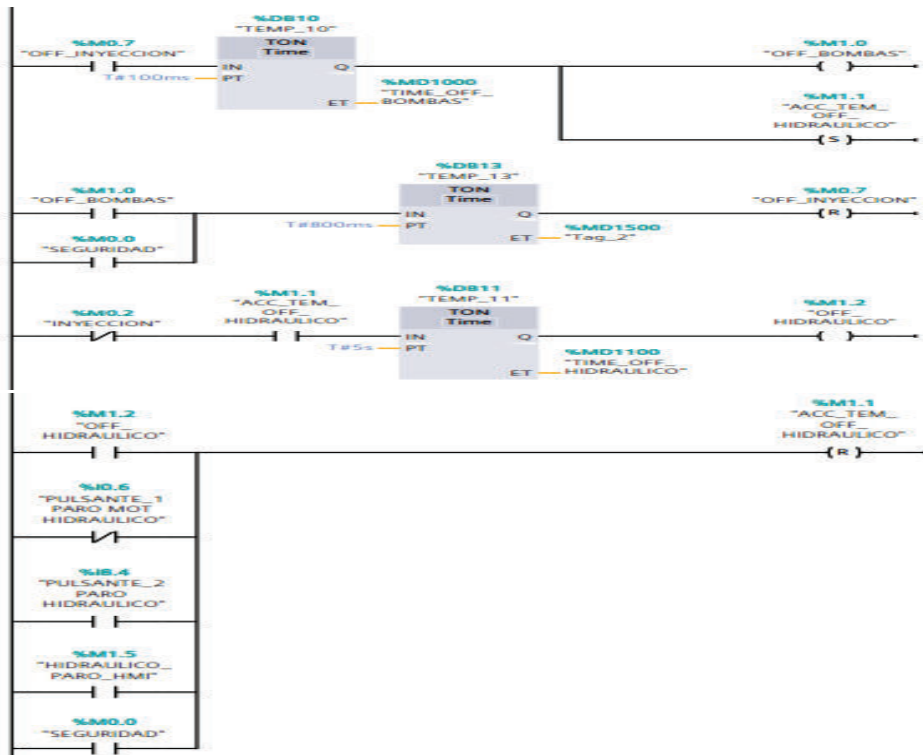 %DB10
"TEMP_10"
%M0.7
"OFF_INYECCION"
TON
Time
%M1.0
"OFF_BOMBAS"
IN
Q
T#100ms
PT
%MD1000
"TIME_OFF_
BOMBAS"
ET
%M1.1
"ACC_TEM_
OFF_
HIDRAULICO"
S
%DB13
"TEMP_13"
%M1.0
"OFF_BOMBAS"
TON
Time
%M0.7
"OFF_INYECCION"
IN
Q
R
T#800ms
PT
%M0.0
"SEGURIDAD"
%MD1500
ET
"Tag_2"
%DB11
"TEMP_11"
%M0.2
"INYECCION"
%M1.1
"ACC_TEM_
OFF_
HIDRAULICO"
TON
Time
%M1.2
"OFF_
HIDRAULICO"
IN
Q
T#5s
PT
%MD1100
"TIME_OFF_
HIDRAULICO"
ET
%M1.2
"OFF_
HIDRAULICO"
%M1.1
"ACC_TEM_
OFF_
HIDRAULICO"
R
%I0.6
"PULSANTE_1
PARO MOT
HIDRAULICO"
%I8.4
"PULSANTE_2
PARO
HIDRAULICO"
%M1.5
"HIDRAULICO_
PARO_HMI"
%M0.0
"SEGURIDAD"